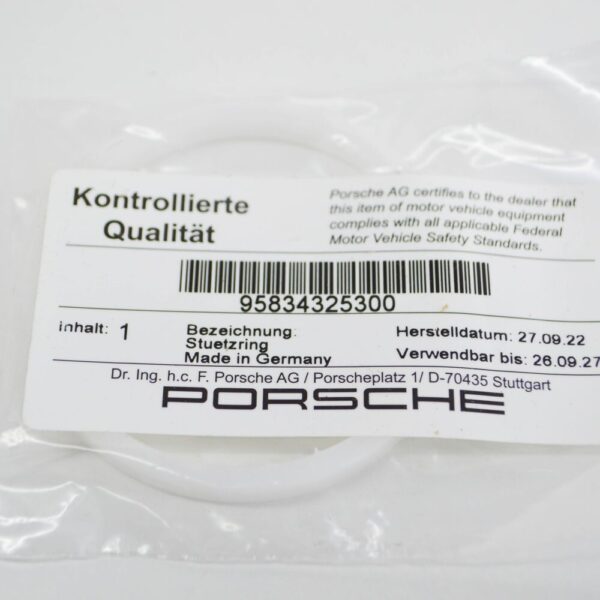 Kontrollierte
Qualität
Porsche AG certifies to the dealer that
this item of motor vehicle equipment
complies with all applicable Federal
Motor Vehicle Safety Standards.
95834325300
Inhalt: 1
Bezeichnung:
Stuetzring
Made in Germany
Herstelldatum: 27.09.22
Verwendbar bis: 26.09.27
Dr. Ing. h.c. F. Porsche AG / Porscheplatz 1/ D-70435 Stuttgart
PORSCHE